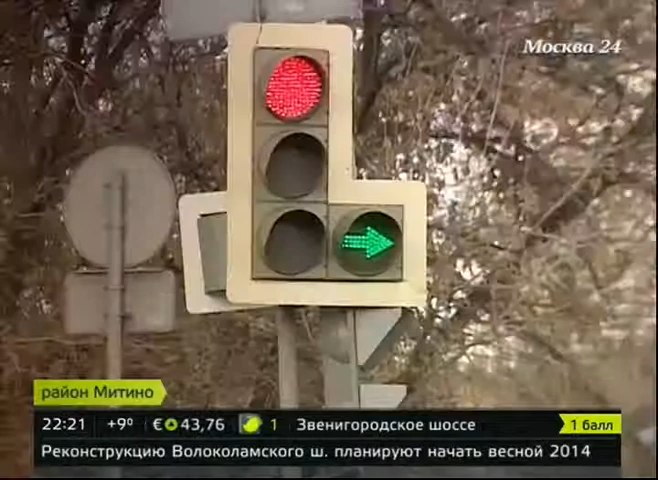 Москва 24
район Митино
22:21 +9° € 43,76 1 Звенигородское шоссе 1 балл
Реконструкцию Волоколамского ш. планируют начать весной 2014